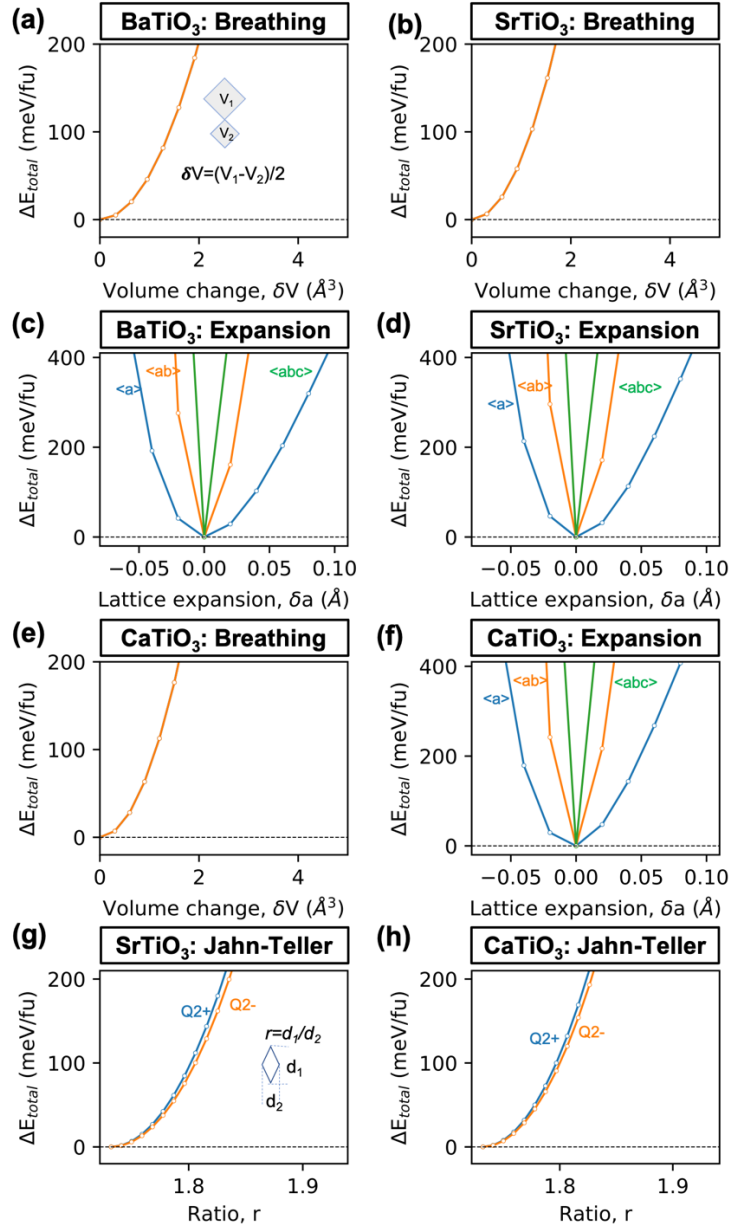 (a) BaTiO3: Breathing
200
100
0
ΔEtotal (meV/fu)
V1
V2
δV=(V1-V2)/2
0 2 4
Volume change, δV (Å³)
(b) SrTiO3: Breathing
200
100
0
ΔEtotal (meV/fu)
0 2 4
Volume change, δV (Å³)
(c) BaTiO3: Expansion
400
200
0
ΔEtotal (meV/fu)
<a> <ab> <abc>
−0.05 0.00 0.05 0.10
Lattice expansion, δa (Å)
(d) SrTiO3: Expansion
400
200
0
ΔEtotal (meV/fu)
<a> <ab> <abc>
−0.05 0.00 0.05 0.10
Lattice expansion, δa (Å)
(e) CaTiO3: Breathing
200
100
0
ΔEtotal (meV/fu)
0 2 4
Volume change, δV (Å³)
(f) CaTiO3: Expansion
400
200
0
ΔEtotal (meV/fu)
<a> <ab> <abc>
−0.05 0.00 0.05 0.10
Lattice expansion, δa (Å)
(g) SrTiO3: Jahn-Teller
200
100
0
ΔEtotal (meV/fu)
Q2+ Q2-
r=d1/d2
d1
d2
1.8 1.9
Ratio, r
(h) CaTiO3: Jahn-Teller
200
100
0
ΔEtotal (meV/fu)
Q2+ Q2-
1.8 1.9
Ratio, r